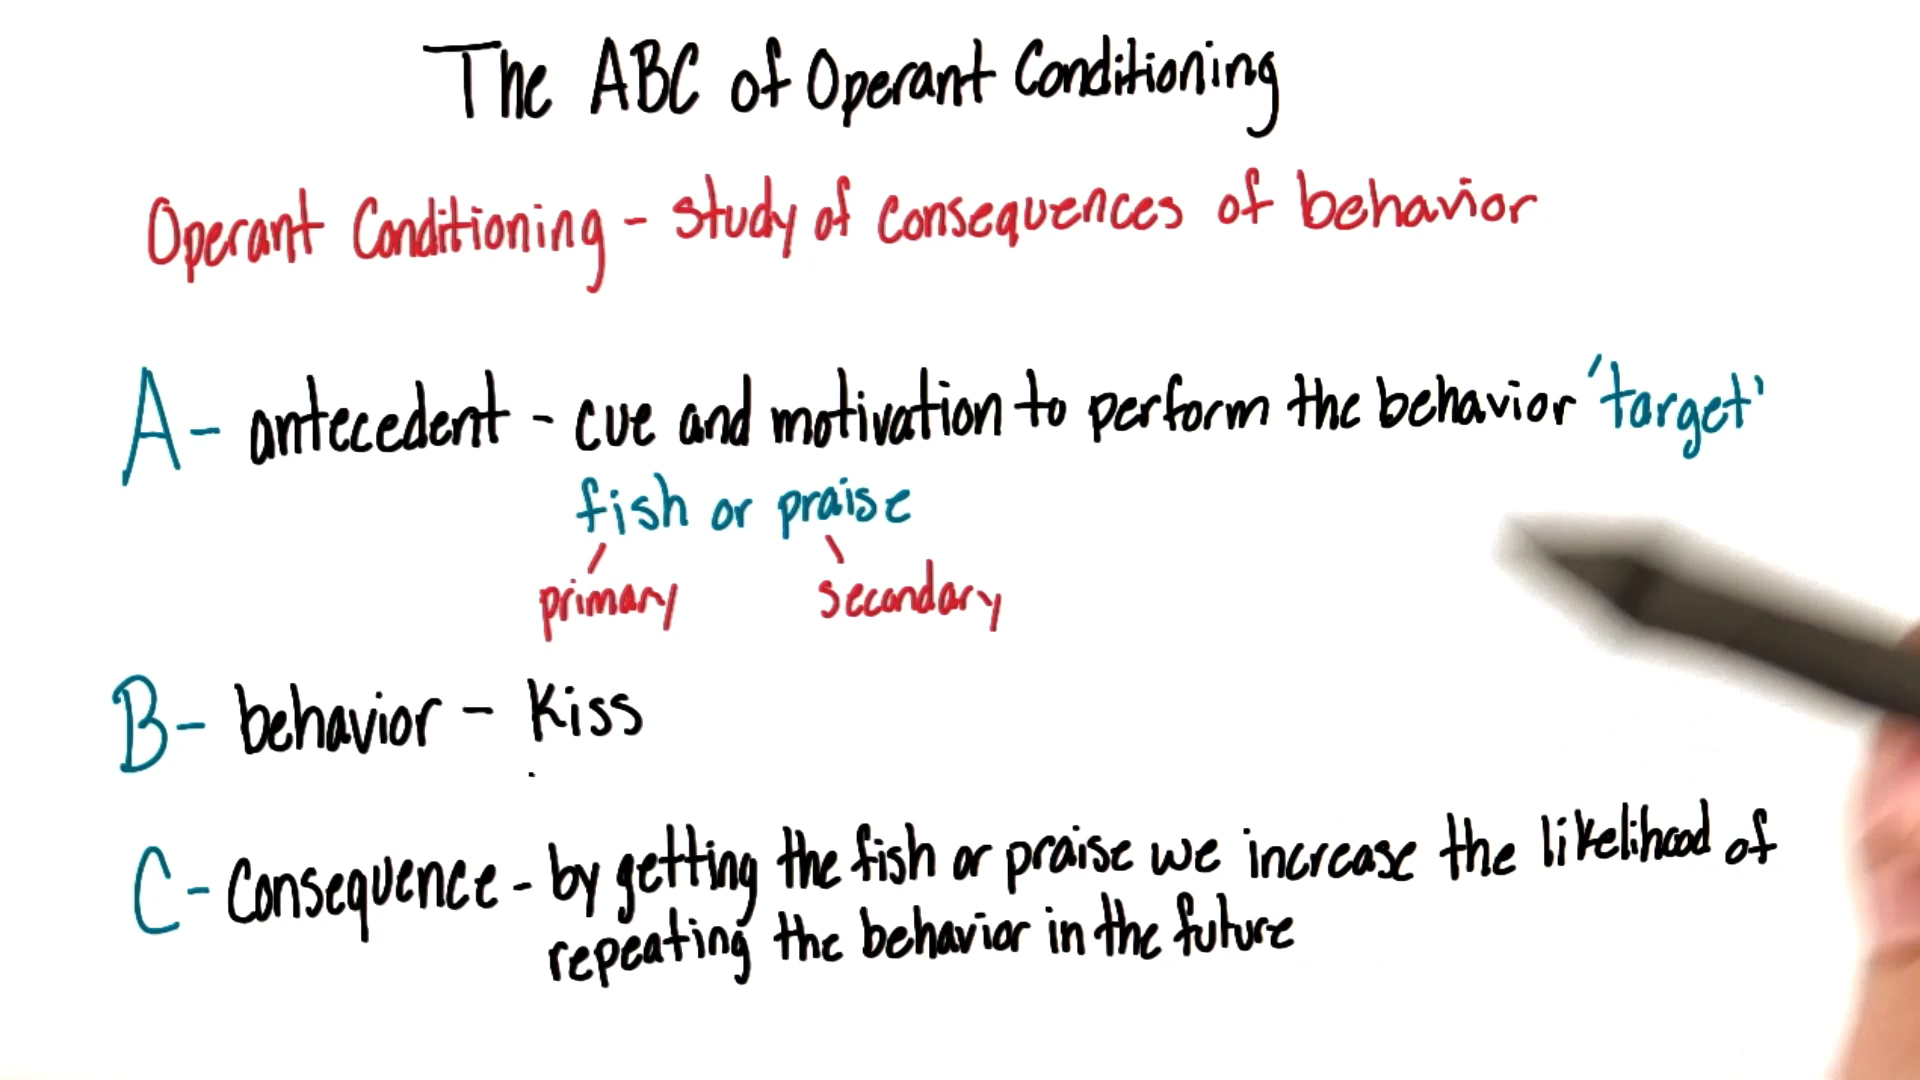 The ABC of Operant Conditioning
Operant Conditioning - study of consequences of behavior
A - antecedent - cue and motivation to perform the behavior 'target'
fish or praise
primary secondary
B - behavior - Kiss
C - Consequence - by getting the fish or praise we increase the likelihood of
repeating the behavior in the future